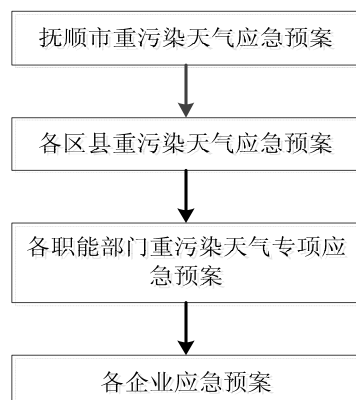 抚顺市重污染天气应急预案
各区县重污染天气应急预案
各职能部门重污染天气专项应
急预案
各企业应急预案